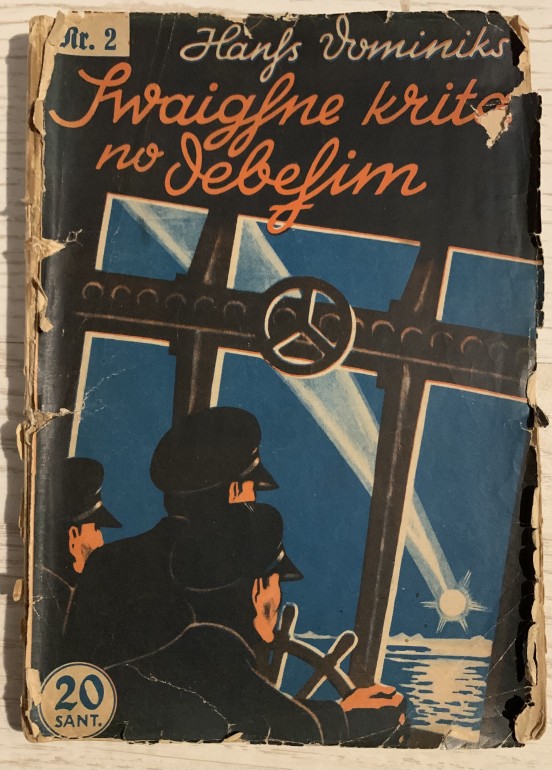 Nr. 2
Hanſs Dominiks
Swaigſne krita
no debeſim
20
SANT.